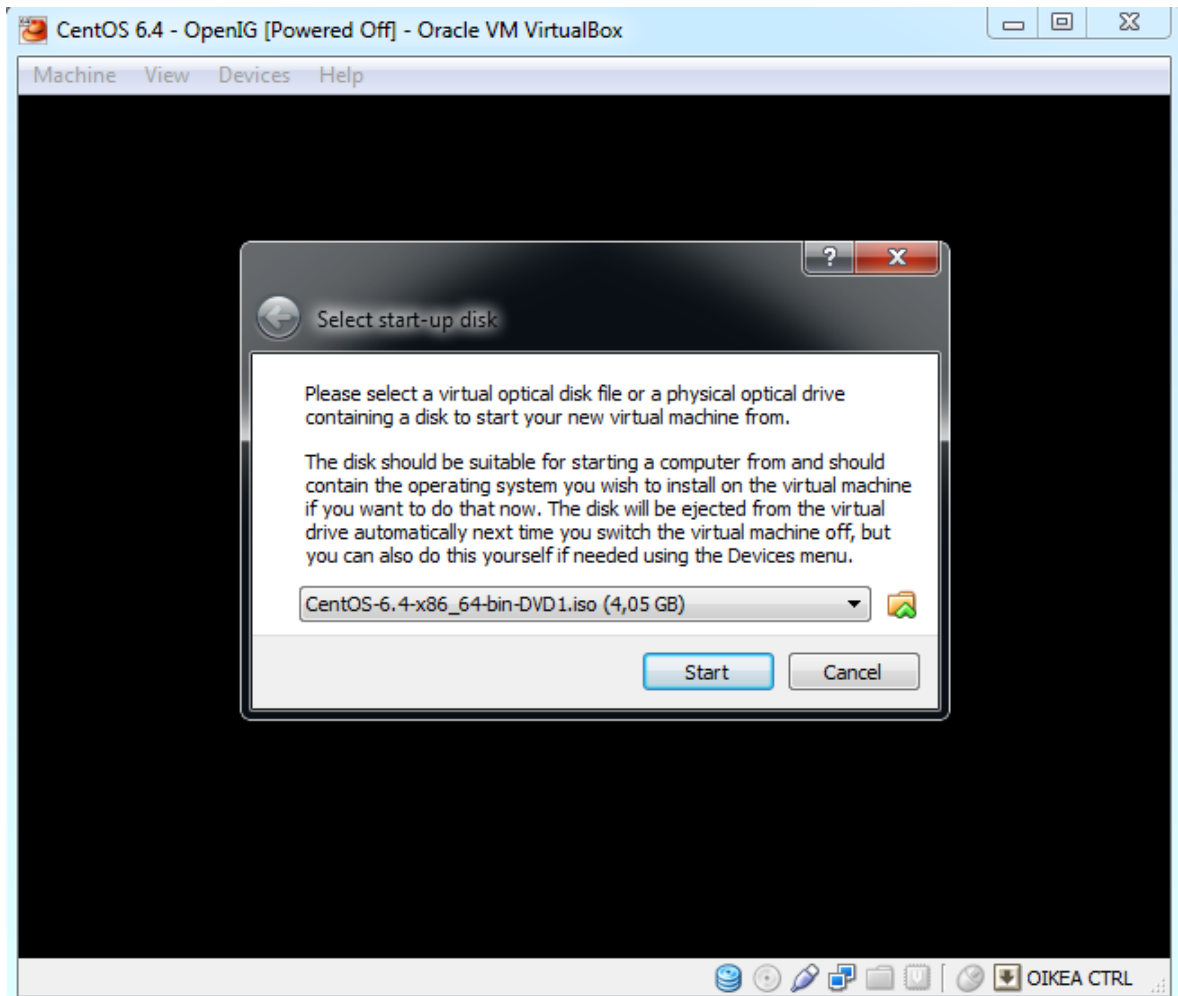 CentOS 6.4 - OpenIG [Powered Off] - Oracle VM VirtualBox
Machine View Devices Help
?
Select start-up disk
Please select a virtual optical disk file or a physical optical drive
containing a disk to start your new virtual machine from.
The disk should be suitable for starting a computer from and should
contain the operating system you wish to install on the virtual machine
if you want to do that now. The disk will be ejected from the virtual
drive automatically next time you switch the virtual machine off, but
you can also do this yourself if needed using the Devices menu.
CentOS-6.4-x86_64-bin-DVD1.iso (4,05 GB)
Start Cancel
OIKEA CTRL